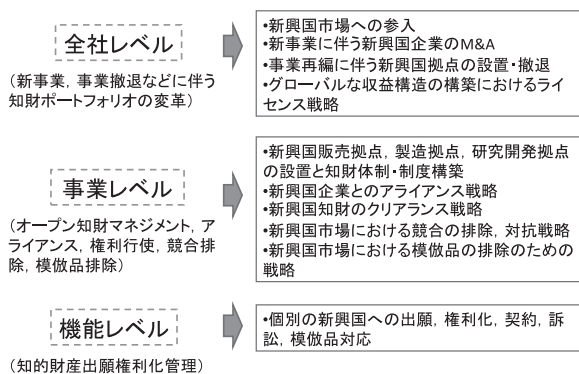 全社レベル
(新事業, 事業撤退などに伴う
知財ポートフォリオの変革)
•新興国市場への参入
•新事業に伴う新興国企業のM&A
•事業再編に伴う新興国拠点の設置・撤退
•グローバルな収益構造の構築におけるライ
センス戦略
事業レベル
(オープン知財マネジメント, ア
ライアンス, 権利行使, 競合排
除, 模倣品排除)
•新興国販売拠点, 製造拠点, 研究開発拠点
の設置と知財体制・制度構築
•新興国企業とのアライアンス戦略
•新興国知財のクリアランス戦略
•新興国市場における競合の排除, 対抗戦略
•新興国市場における模倣品の排除のための
戦略
機能レベル
(知的財産出願権利化管理)
•個別の新興国への出願, 権利化, 契約, 訴
訟, 模倣品対応